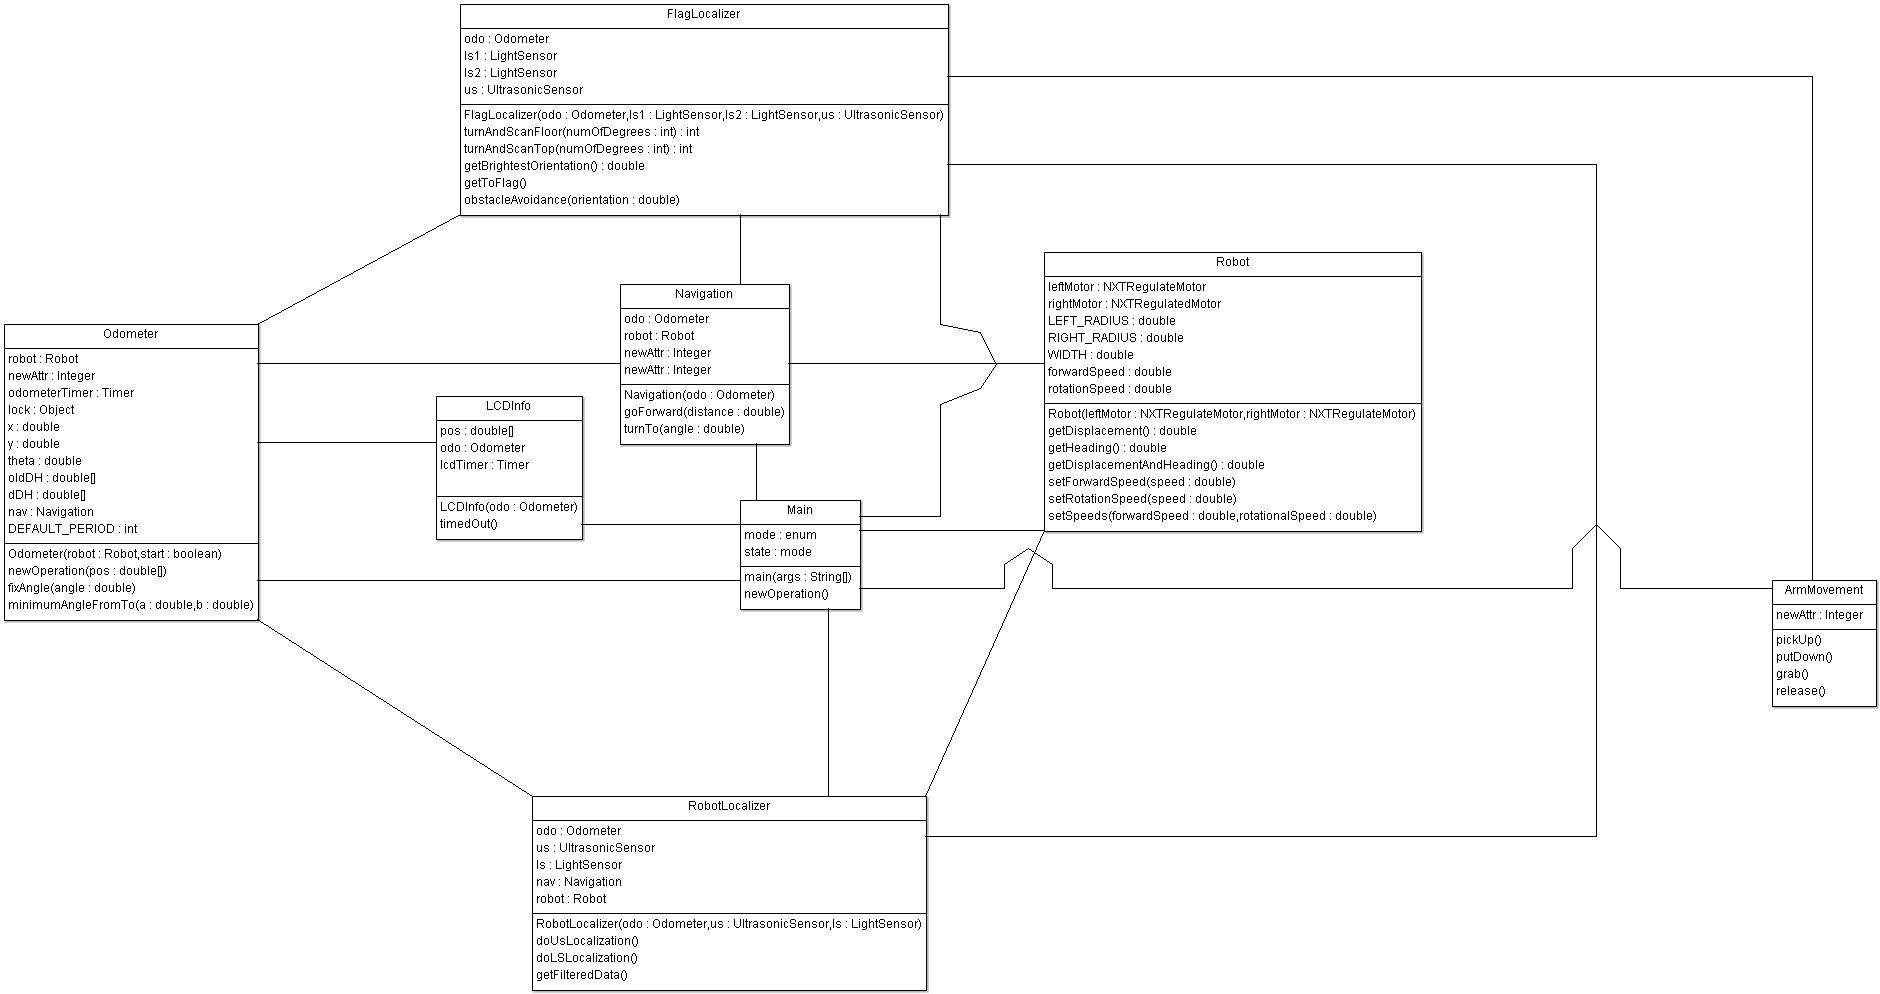 FlagLocalizer
odo : Odometer
ls1 : LightSensor
ls2 : LightSensor
us : UltrasonicSensor
FlagLocalizer(odo : Odometer,ls1 : LightSensor,ls2 : LightSensor,us : UltrasonicSensor)
turnAndScanFloor(numOfDegrees : int) : int
turnAndScanTop(numOfDegrees : int) : int
getBrightestOrientation() : double
getToFlag()
obstacleAvoidance(orientation : double)
Robot
leftMotor : NXTRegulateMotor
rightMotor : NXTRegulatedMotor
LEFT_RADIUS : double
RIGHT_RADIUS : double
WIDTH : double
forwardSpeed : double
rotationSpeed : double
Robot(leftMotor : NXTRegulateMotor,rightMotor : NXTRegulateMotor)
getDisplacement() : double
getHeading() : double
getDisplacementAndHeading() : double
setForwardSpeed(speed : double)
setRotationSpeed(speed : double)
setSpeeds(forwardSpeed : double,rotationalSpeed : double)
Navigation
odo : Odometer
robot : Robot
newAttr : Integer
newAttr : Integer
Navigation(odo : Odometer)
goForward(distance : double)
turnTo(angle : double)
Odometer
robot : Robot
newAttr : Integer
odometerTimer : Timer
lock : Object
x : double
y : double
theta : double
oldDH : double[]
dDH : double[]
nav : Navigation
DEFAULT_PERIOD : int
Odometer(robot : Robot,start : boolean)
newOperation(pos : double[])
fixAngle(angle : double)
minimumAngleFromTo(a : double,b : double)
LCDInfo
pos : double[]
odo : Odometer
lcdTimer : Timer
LCDInfo(odo : Odometer)
timedOut()
Main
mode : enum
state : mode
main(args : String[])
newOperation()
ArmMovement
newAttr : Integer
pickUp()
putDown()
grab()
release()
RobotLocalizer
odo : Odometer
us : UltrasonicSensor
ls : LightSensor
nav : Navigation
robot : Robot
RobotLocalizer(odo : Odometer,us : UltrasonicSensor,ls : LightSensor)
doUsLocalization()
doLSLocalization()
getFilteredData()